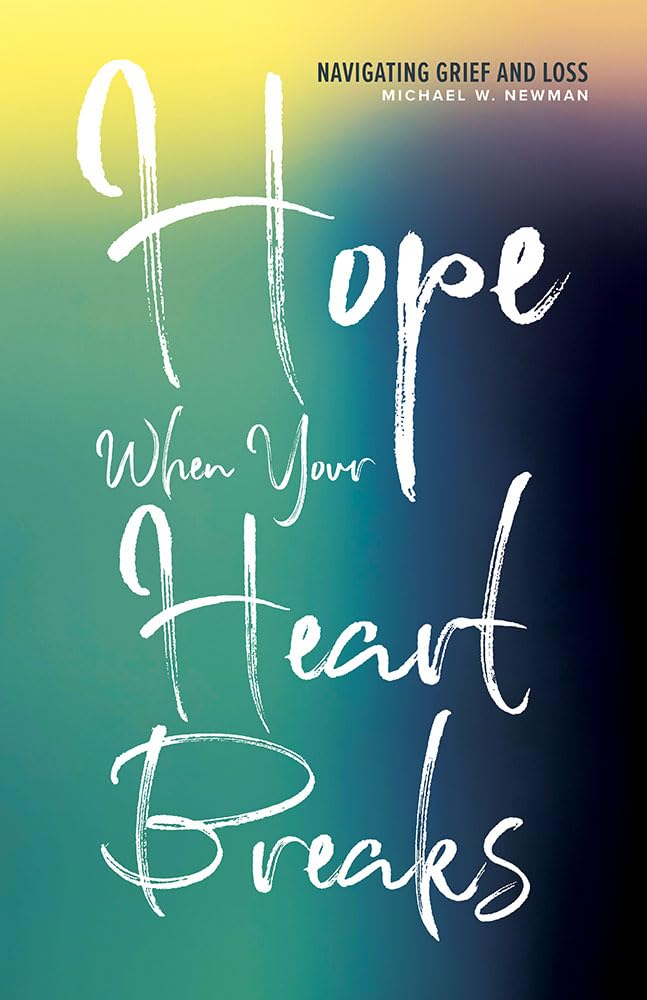 NAVIGATING GRIEF AND LOSS
MICHAEL W. NEWMAN
Hope
When Your
Heart
Breaks